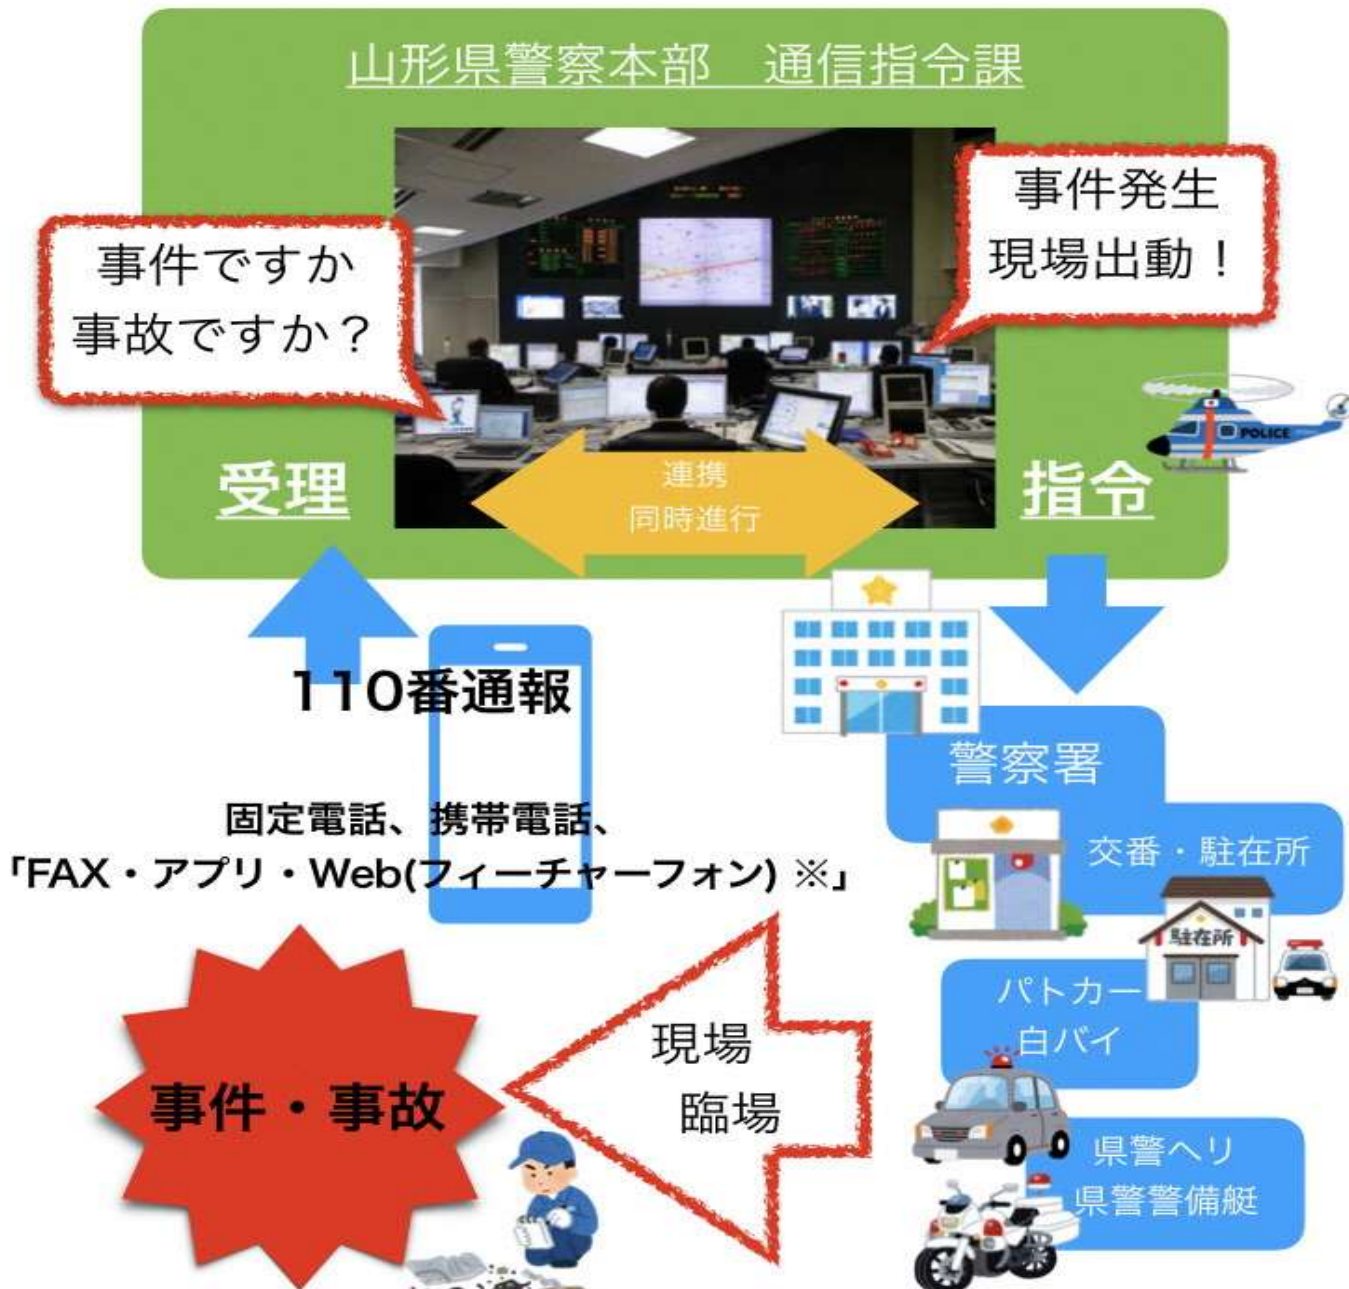 山形県警察本部　通信指令課
事件ですか
事故ですか？
事件発生
現場出動！
受理
連携
同時進行
指令
POLICE
110番通報
固定電話、携帯電話、
「FAX・アプリ・Web(フィーチャーフォン) ※」
警察署
交番・駐在所
駐在所
パトカー
白バイ
県警ヘリ
県警警備艇
現場
臨場
事件・事故